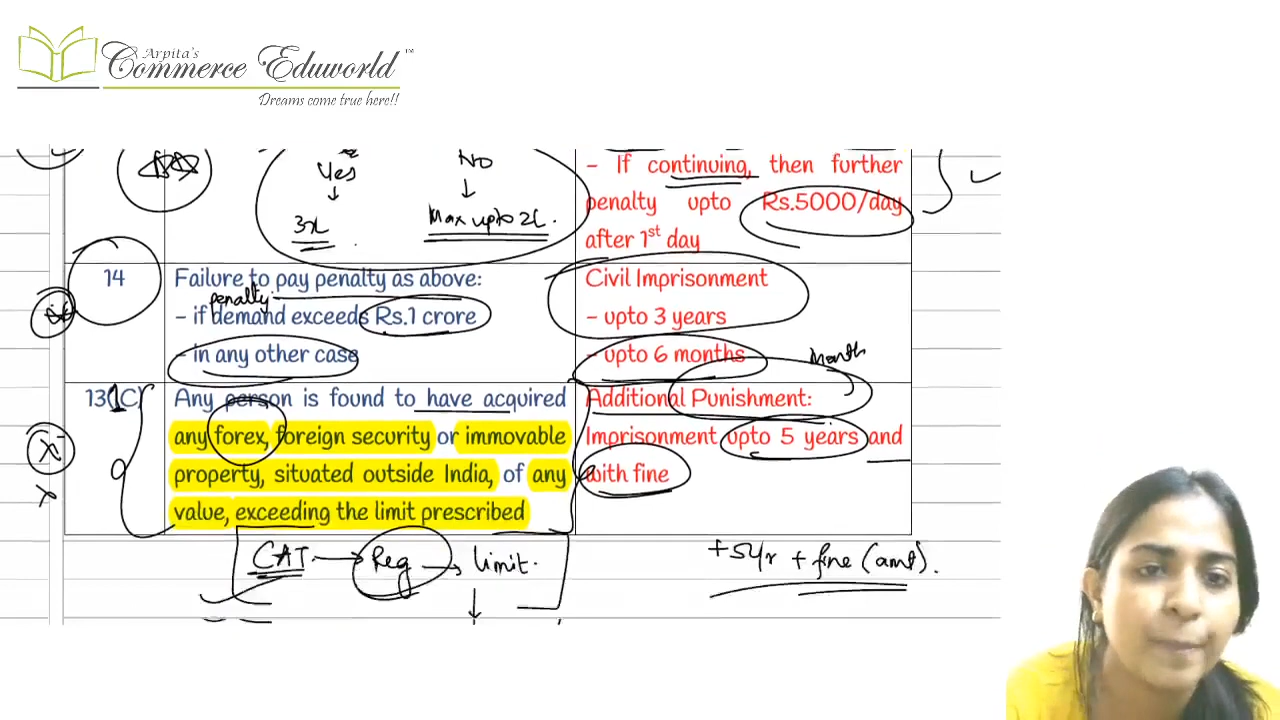 Arpita's
Commerce Eduworld™
Dreams come true here!!
Yes
No
3x
Max upto 2L.
- If continuing, then further
penalty upto Rs.5000/day
after 1st day
14
Failure to pay penalty as above:
penalty
- if demand exceeds Rs.1 crore
- in any other case
Civil Imprisonment
- upto 3 years
- upto 6 months
Month
13(1C)
Any person is found to have acquired
any forex, foreign security or immovable
property, situated outside India, of any
value, exceeding the limit prescribed
Additional Punishment:
Imprisonment upto 5 years and
with fine
CAT → Reg → limit.
+5yr + fine (amt).